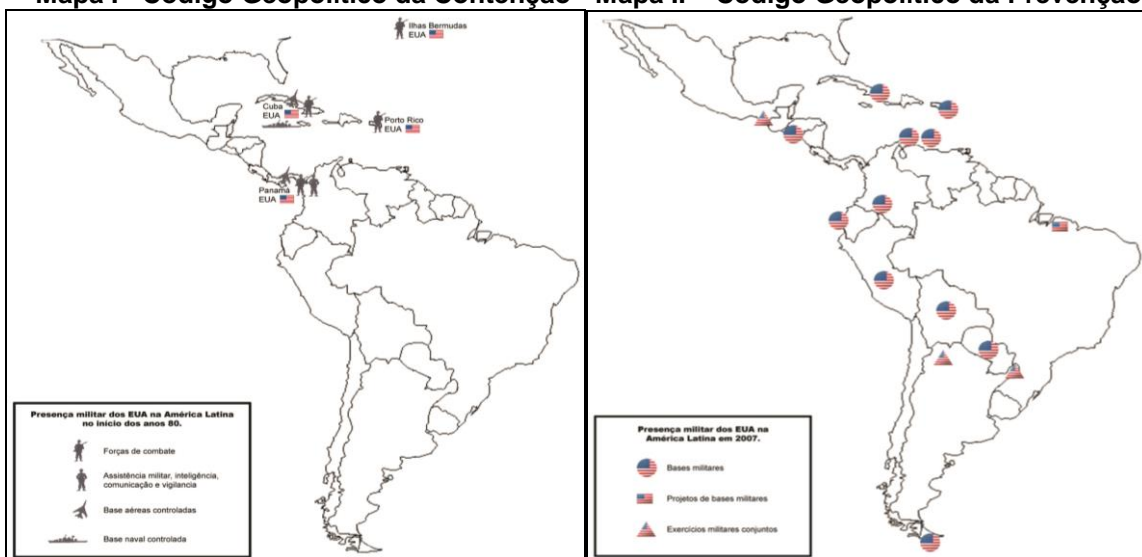 Mapa I - Código Geopolítico da Contenção
Mapa II – Código Geopolítico da Prevenção
Ilhas Bermudas
EUA
Cuba
EUA
Porto Rico
EUA
Panamá
EUA
Presença militar dos EUA na América Latina
no início dos anos 80.
Forças de combate
Assistência militar, inteligência,
comunicação e vigilancia
Base aéreas controladas
Base naval controlada
Presença militar dos EUA na
América Latina em 2007.
Bases militares
Projetos de bases militares
Exercícios militares conjuntos